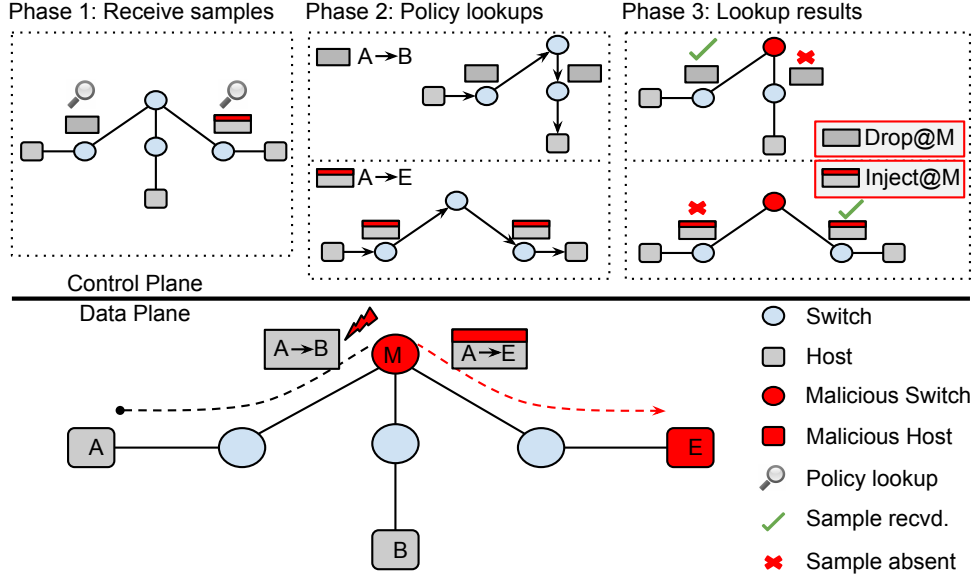 Phase 1: Receive samples
Phase 2: Policy lookups
Phase 3: Lookup results
A→B
A→E
Drop@M
Inject@M
Control Plane
Data Plane
A→B
M
A→E
A
E
B
Switch
Host
Malicious Switch
Malicious Host
Policy lookup
Sample recvd.
Sample absent